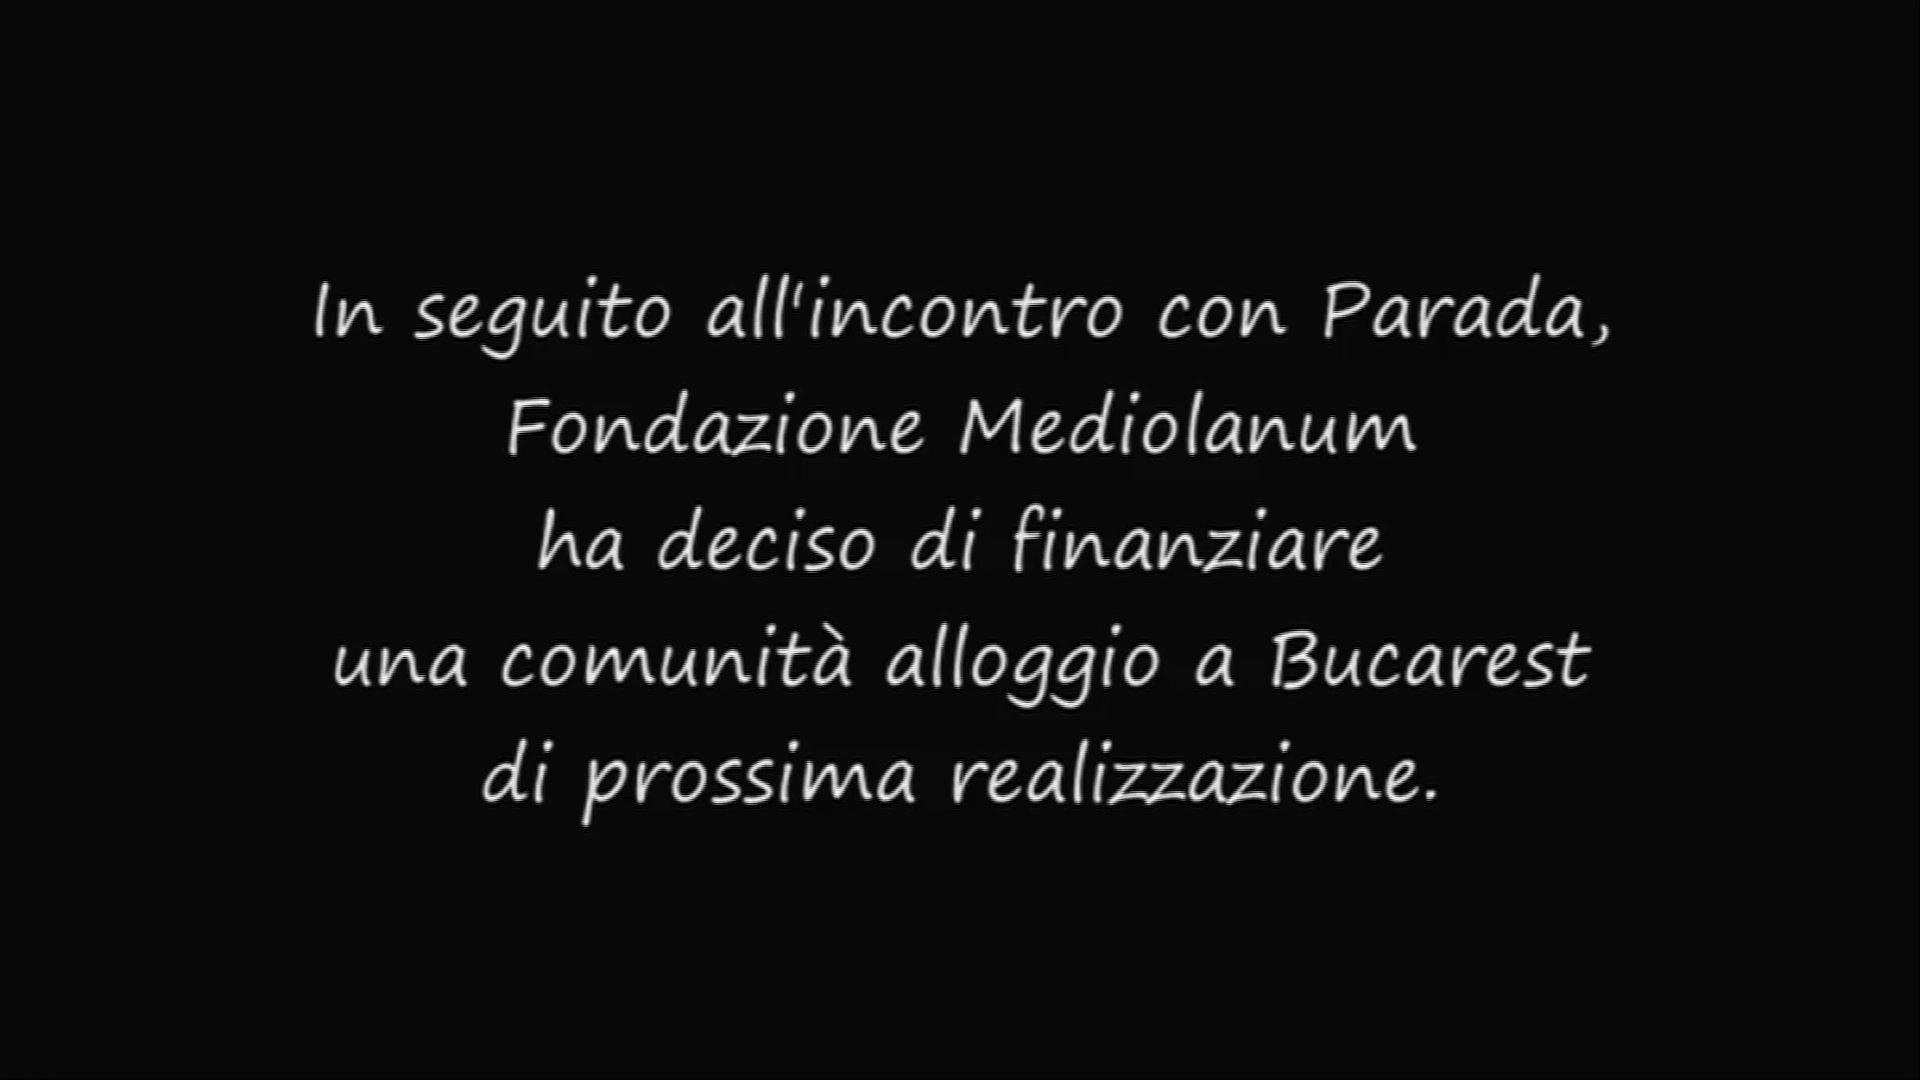 In seguito all'incontro con Parada,
Fondazione Mediolanum
ha deciso di finanziare
una comunità alloggio a Bucarest
di prossima realizzazione.